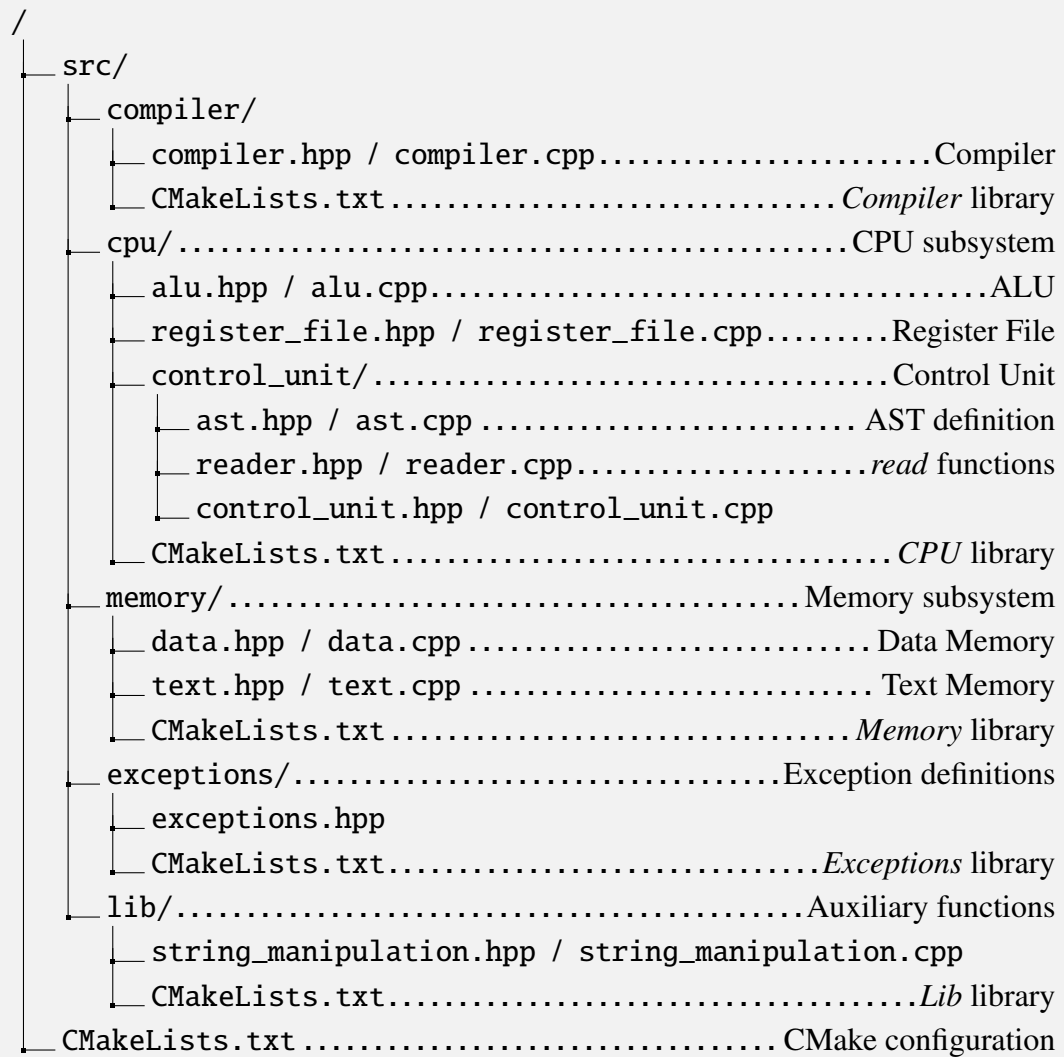 /
src/
compiler/
compiler.hpp / compiler.cpp........................Compiler
CMakeLists.txt................................Compiler library
cpu/................................................CPU subsystem
alu.hpp / alu.cpp........................................ALU
register_file.hpp / register_file.cpp.........Register File
control_unit/.....................................Control Unit
ast.hpp / ast.cpp...........................AST definition
reader.hpp / reader.cpp.....................read functions
control_unit.hpp / control_unit.cpp
CMakeLists.txt....................................CPU library
memory/.........................................Memory subsystem
data.hpp / data.cpp.............................Data Memory
text.hpp / text.cpp.............................Text Memory
CMakeLists.txt.................................Memory library
exceptions/...................................Exception definitions
exceptions.hpp
CMakeLists.txt...............................Exceptions library
lib/.............................................Auxiliary functions
string_manipulation.hpp / string_manipulation.cpp
CMakeLists.txt......................................Lib library
CMakeLists.txt..................................CMake configuration